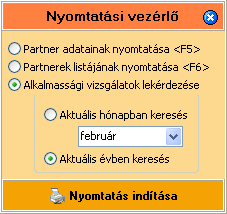 Nyomtatási vezérlő
Partner adatainak nyomtatása <F5>
Partnerek listájának nyomtatása <F6>
Alkalmassági vizsgálatok lekérdezése
Aktuális hónapban keresés
február
Aktuális évben keresés
Nyomtatás indítása